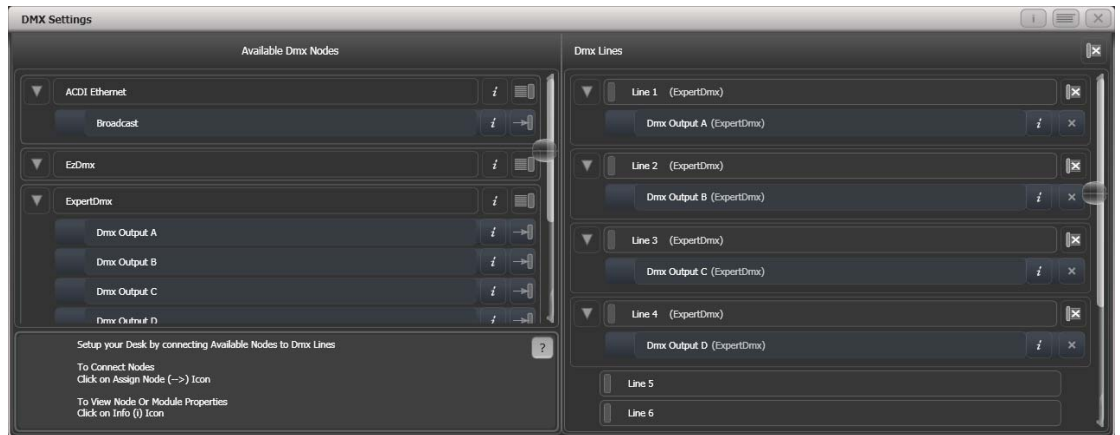 DMX Settings
Available Dmx Nodes
ACDI Ethernet
Broadcast
EzDmx
ExpertDmx
Dmx Output A
Dmx Output B
Dmx Output C
Dmx Output D
Setup your Desk by connecting Available Nodes to Dmx Lines
To Connect Nodes
Click on Assign Node (-->) Icon
To View Node Or Module Properties
Click on Info (i) Icon
?
Dmx Lines
Line 1 (ExpertDmx)
Dmx Output A (ExpertDmx)
Line 2 (ExpertDmx)
Dmx Output B (ExpertDmx)
Line 3 (ExpertDmx)
Dmx Output C (ExpertDmx)
Line 4 (ExpertDmx)
Dmx Output D (ExpertDmx)
Line 5
Line 6